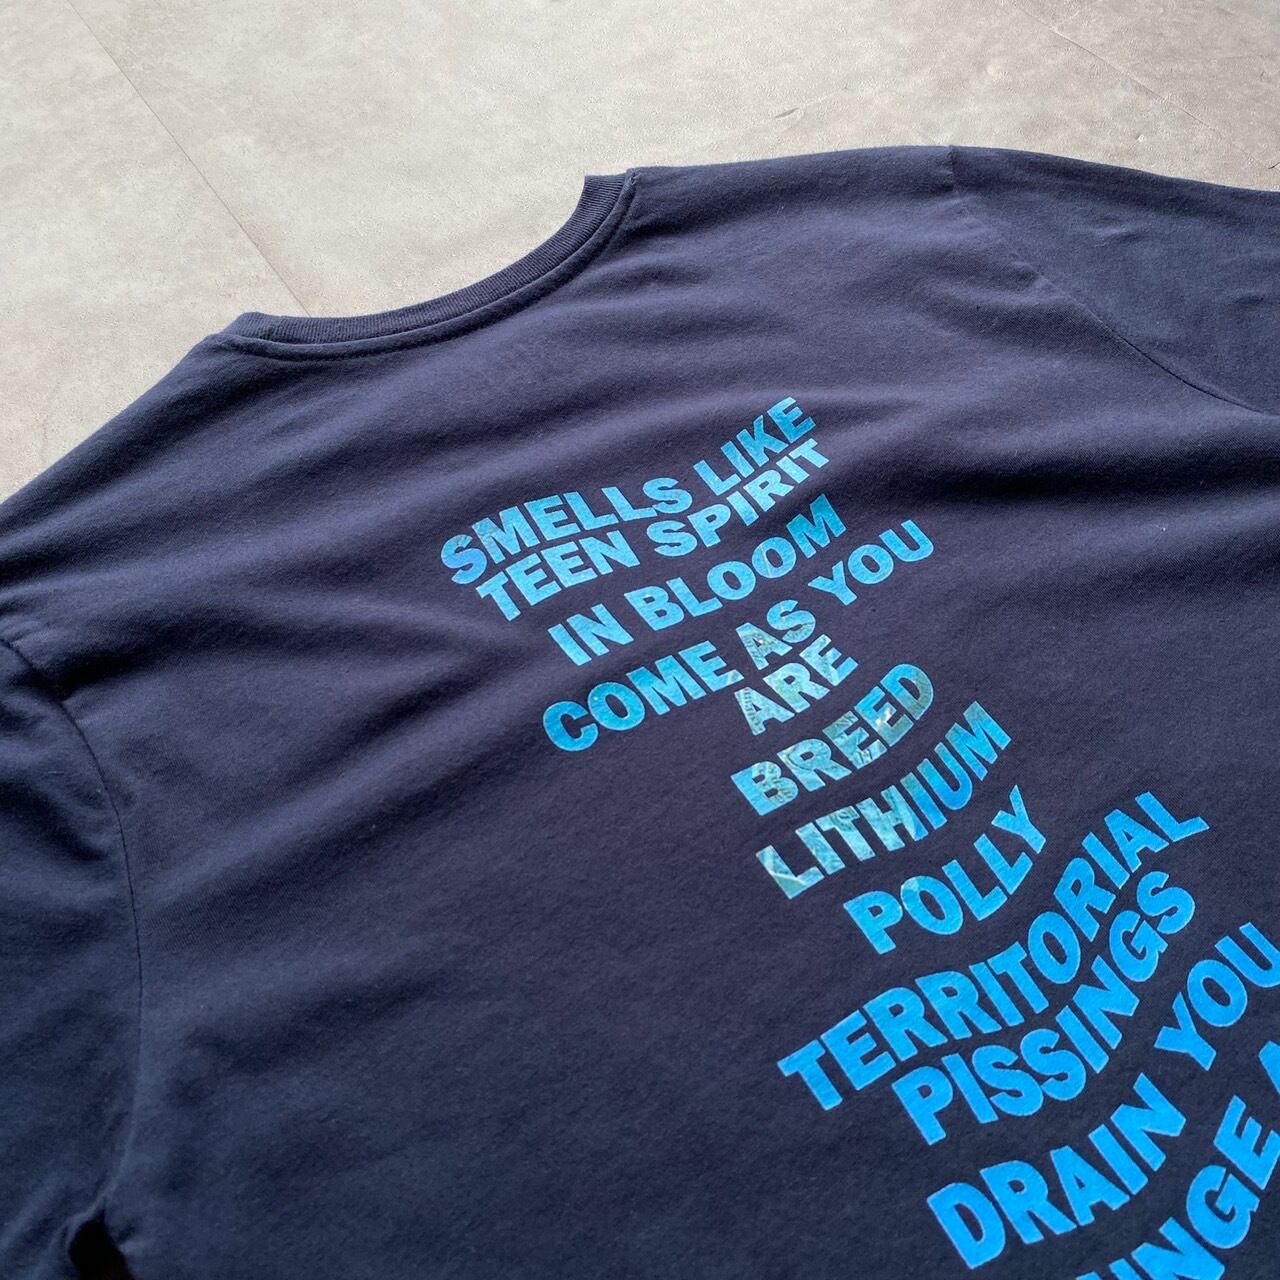 SMELLS LIKE
TEEN SPIRIT
IN BLOOM
COME AS YOU
ARE
BREED
LITHIUM
POLLY
TERRITORIAL
PISSINGS
DRAIN YOU